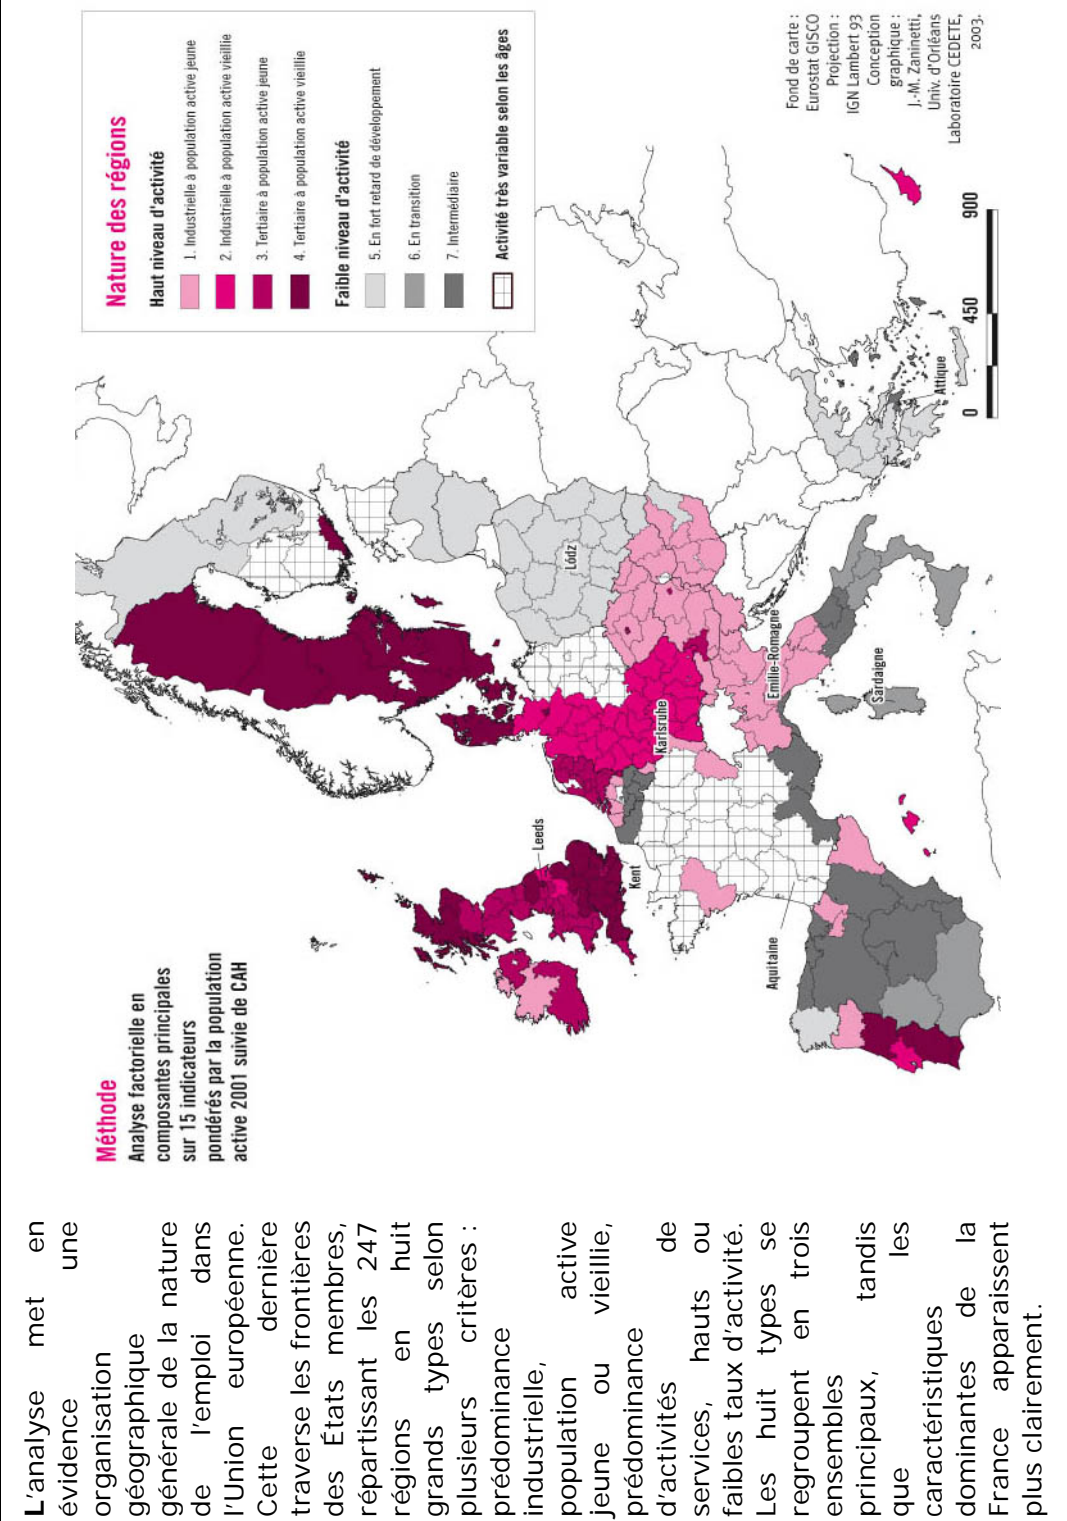 L'analyse met en
évidence une
organisation
géographique
générale de la nature
de l'emploi dans
l'Union européenne.
Cette dernière
traverse les frontières
des États membres,
répartissant les 247
régions en huit
grands types selon
plusieurs critères :
prédominance
industrielle,
population active
jeune ou vieillie,
prédominance
d'activités de
services, hauts ou
faibles taux d'activité.
Les huit types se
regroupent en trois
ensembles
principaux, tandis
que les
caractéristiques
dominantes de la
France apparaissent
plus clairement.
Méthode
Analyse factorielle en
composantes principales
sur 15 indicateurs
pondérés par la population
active 2001 suivie de CAH
Nature des régions
Haut niveau d'activité
1. Industrielle à population active jeune
2. Industrielle à population active vieillie
3. Tertiaire à population active jeune
4. Tertiaire à population active vieillie
Faible niveau d'activité
5. En fort retard de développement
6. En transition
7. Intermédiaire
Activité très variable selon les âges
Leeds
Kent
Lódz
Karlsruhe
Aquitaine
Emilie-Romagne
Sardaigne
Attique
0 450 900
Fond de carte :
Eurostat GISCO
Projection :
IGN Lambert 93
Conception
graphique :
J.-M. Zaninetti,
Univ. d'Orléans
Laboratoire CEDETE,
2003.